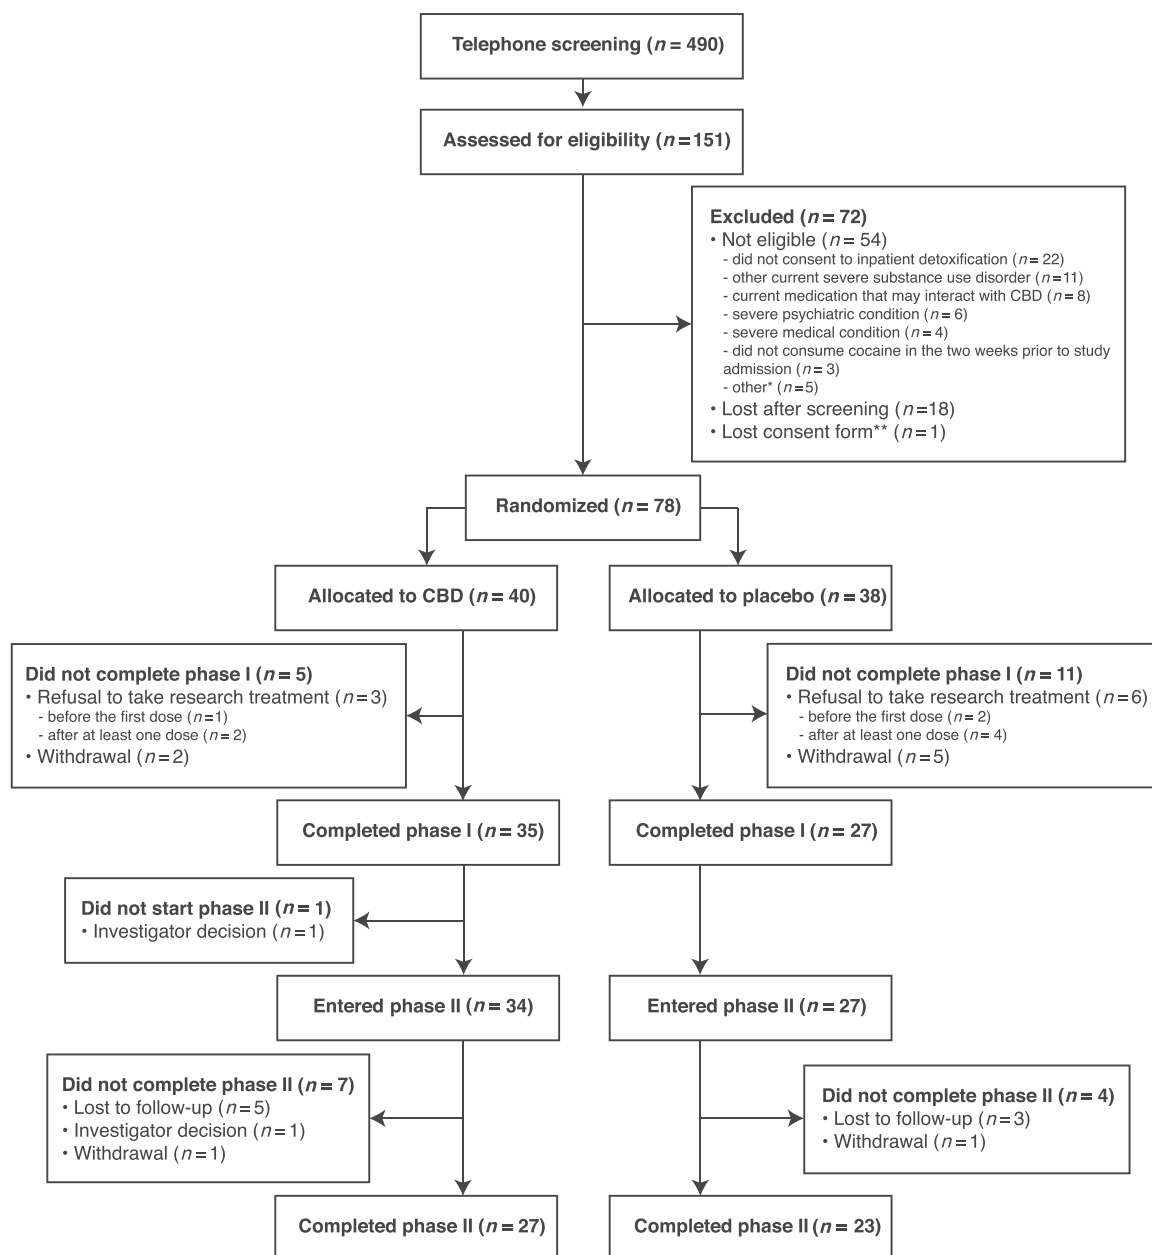 Telephone screening (n = 490)
Assessed for eligibility (n = 151)
Excluded (n = 72)
• Not eligible (n = 54)
- did not consent to inpatient detoxification (n = 22)
- other current severe substance use disorder (n = 11)
- current medication that may interact with CBD (n = 8)
- severe psychiatric condition (n = 6)
- severe medical condition (n = 4)
- did not consume cocaine in the two weeks prior to study
admission (n = 3)
- other* (n = 5)
• Lost after screening (n = 18)
• Lost consent form** (n = 1)
Randomized (n = 78)
Allocated to CBD (n = 40)
Allocated to placebo (n = 38)
Did not complete phase I (n = 5)
• Refusal to take research treatment (n = 3)
- before the first dose (n = 1)
- after at least one dose (n = 2)
• Withdrawal (n = 2)
Did not complete phase I (n = 11)
• Refusal to take research treatment (n = 6)
- before the first dose (n = 2)
- after at least one dose (n = 4)
• Withdrawal (n = 5)
Completed phase I (n = 35)
Completed phase I (n = 27)
Did not start phase II (n = 1)
• Investigator decision (n = 1)
Entered phase II (n = 34)
Entered phase II (n = 27)
Did not complete phase II (n = 7)
• Lost to follow-up (n = 5)
• Investigator decision (n = 1)
• Withdrawal (n = 1)
Did not complete phase II (n = 4)
• Lost to follow-up (n = 3)
• Withdrawal (n = 1)
Completed phase II (n = 27)
Completed phase II (n = 23)